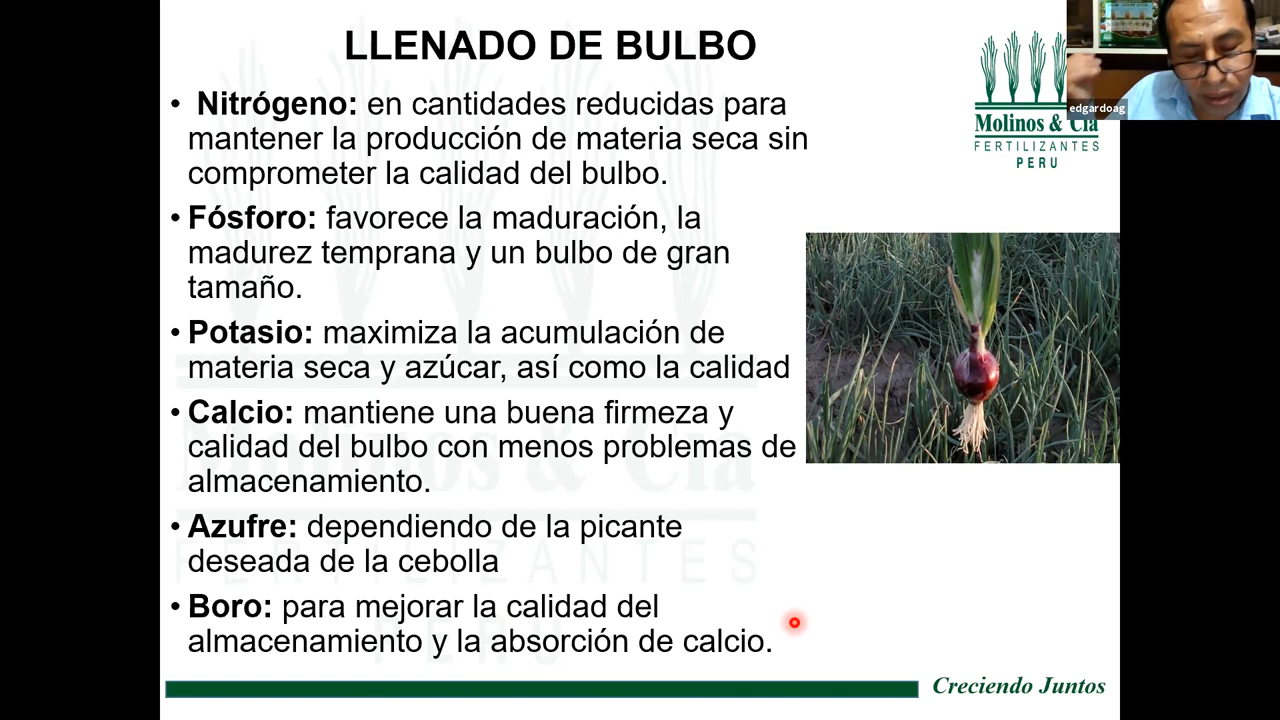 LLENADO DE BULBO
• Nitrógeno: en cantidades reducidas para
mantener la producción de materia seca sin
comprometer la calidad del bulbo.
• Fósforo: favorece la maduración, la
madurez temprana y un bulbo de gran
tamaño.
• Potasio: maximiza la acumulación de
materia seca y azúcar, así como la calidad
• Calcio: mantiene una buena firmeza y
calidad del bulbo con menos problemas de
almacenamiento.
• Azufre: dependiendo de la picante
deseada de la cebolla
• Boro: para mejorar la calidad del
almacenamiento y la absorción de calcio.
edgardoag
Molinos & Cia
FERTILIZANTES
PERU
Molinos & Cia
FERTILIZANTES
PERU
Creciendo Juntos